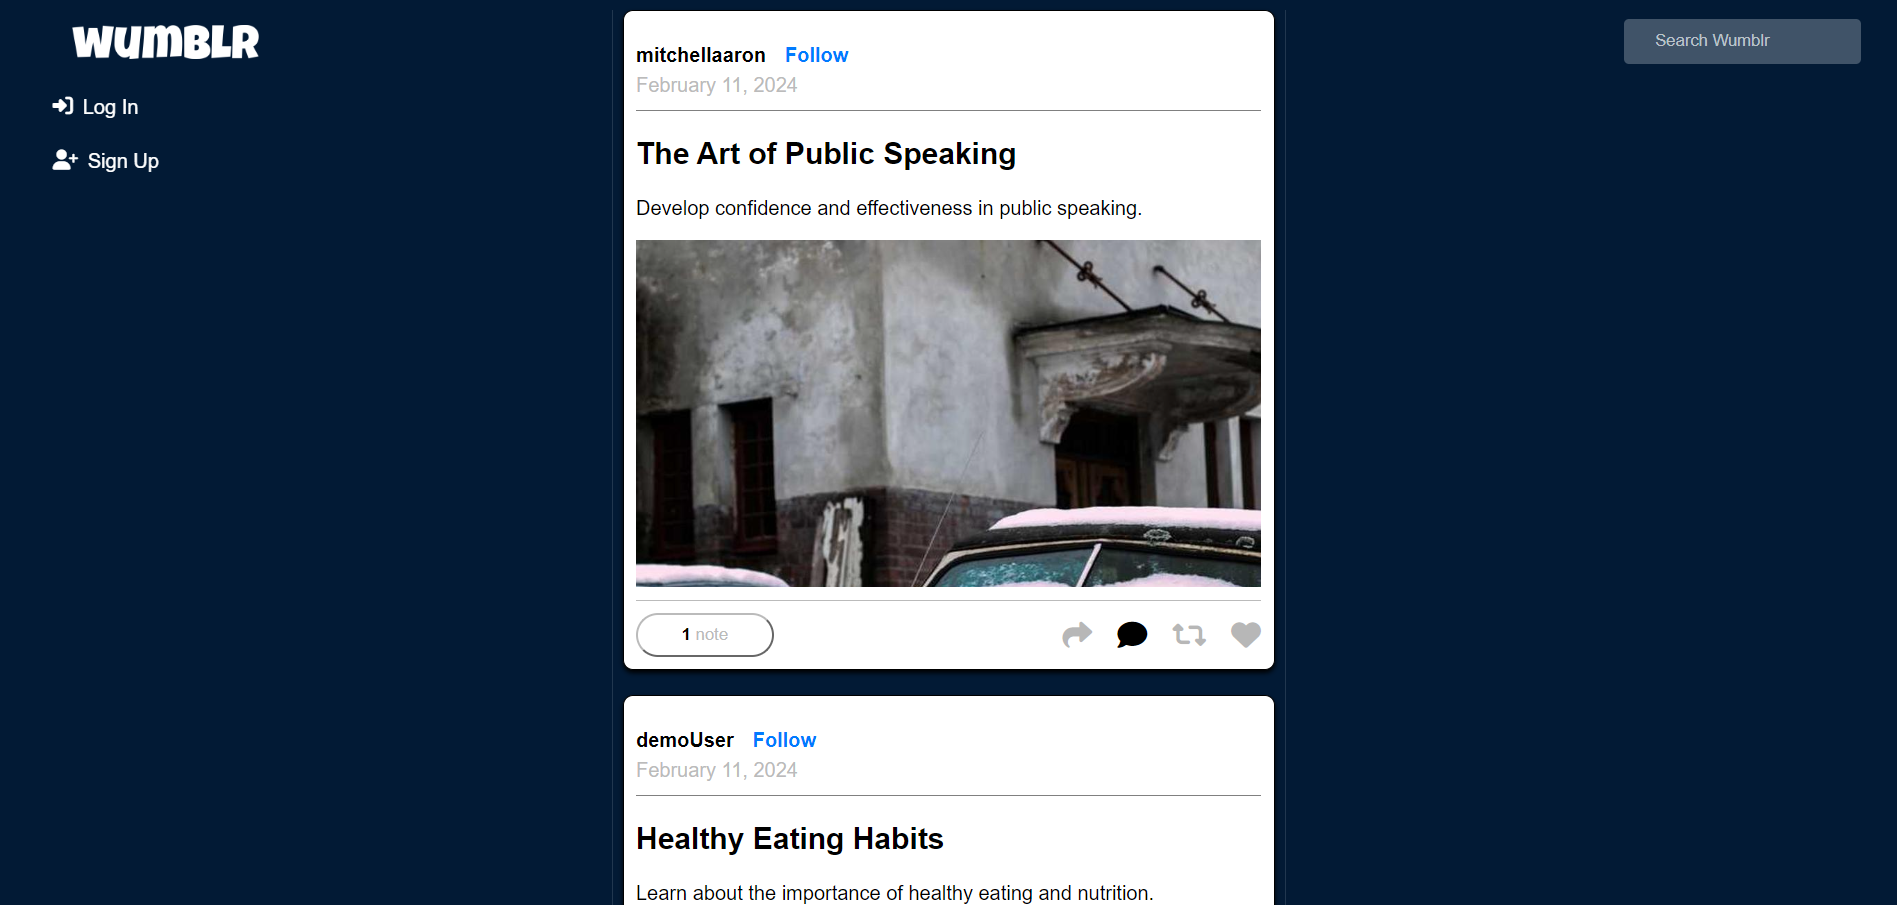 WUMBLR
Log In
Sign Up
Search Wumblr
mitchellaaron Follow
February 11, 2024
The Art of Public Speaking
Develop confidence and effectiveness in public speaking.
1 note
demoUser Follow
February 11, 2024
Healthy Eating Habits
Learn about the importance of healthy eating and nutrition.